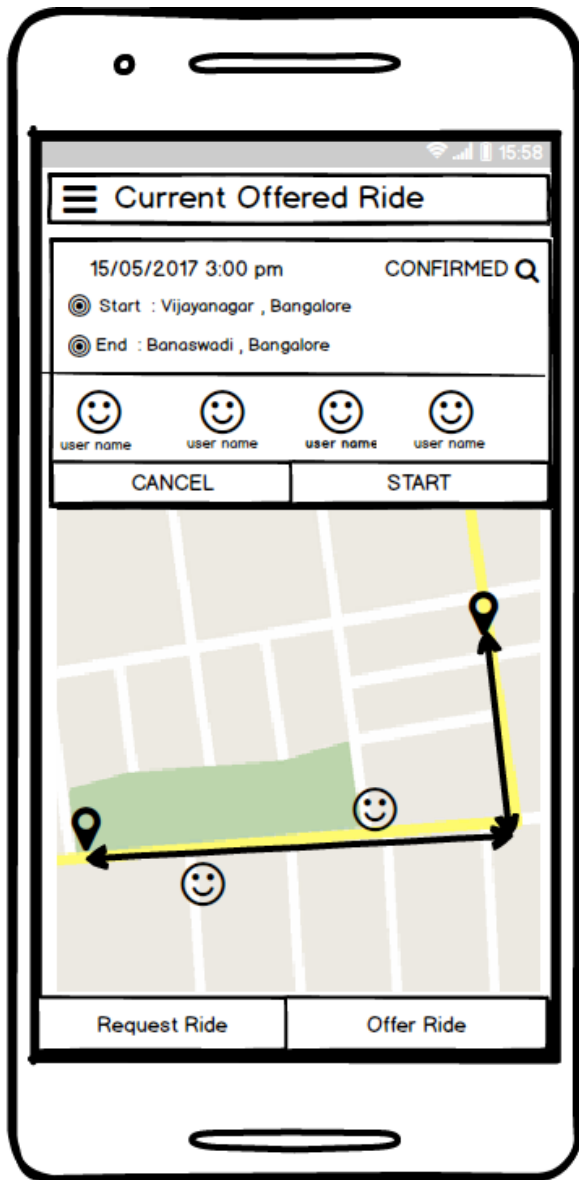 15:58
Current Offered Ride
15/05/2017 3:00 pm CONFIRMED
Start : Vijayanagar , Bangalore
End : Banaswadi , Bangalore
user name user name user name user name
CANCEL START
Request Ride Offer Ride